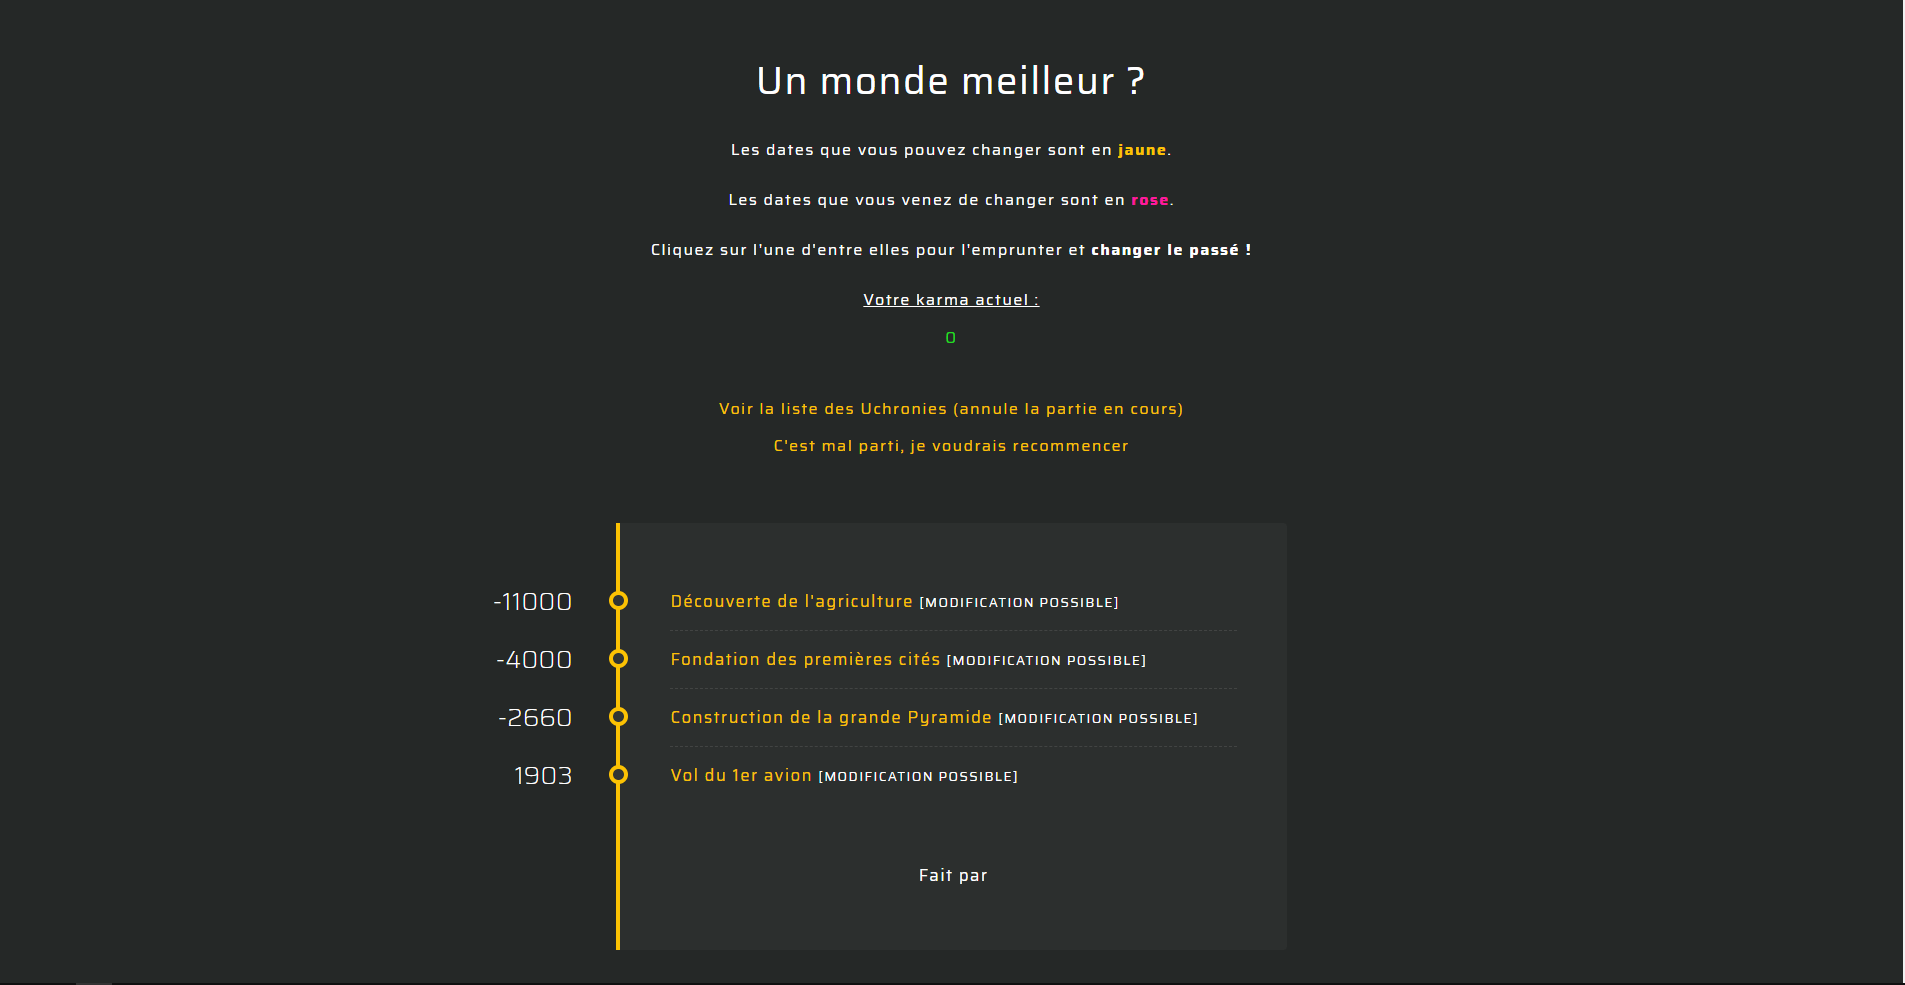 Un monde meilleur ?
Les dates que vous pouvez changer sont en jaune.
Les dates que vous venez de changer sont en rose.
Cliquez sur l'une d'entre elles pour l'emprunter et changer le passé !
Votre karma actuel :
0
Voir la liste des Uchronies (annule la partie en cours)
C'est mal parti, je voudrais recommencer
-11000 Découverte de l'agriculture [MODIFICATION POSSIBLE]
-4000 Fondation des premières cités [MODIFICATION POSSIBLE]
-2660 Construction de la grande Pyramide [MODIFICATION POSSIBLE]
1903 Vol du 1er avion [MODIFICATION POSSIBLE]
Fait par